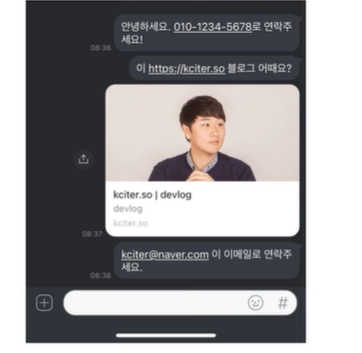 안녕하세요. 010-1234-5678로 연락주
세요!
08:36
이 https://kciter.so 블로그 어때요?
kciter.so | devlog
devlog
kciter.so
08:37
kciter@naver.com 이 이메일로 연락주
세요.
08:38
#